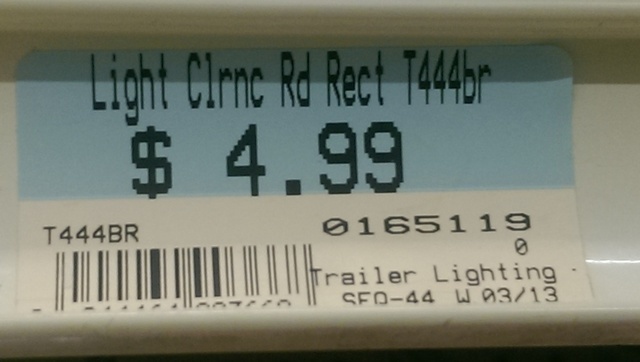 Light Clrnc Rd Rect T444br
$ 4.99
T444BR
0165119
0
Trailer Lighting
SEQ-44 W 03/13